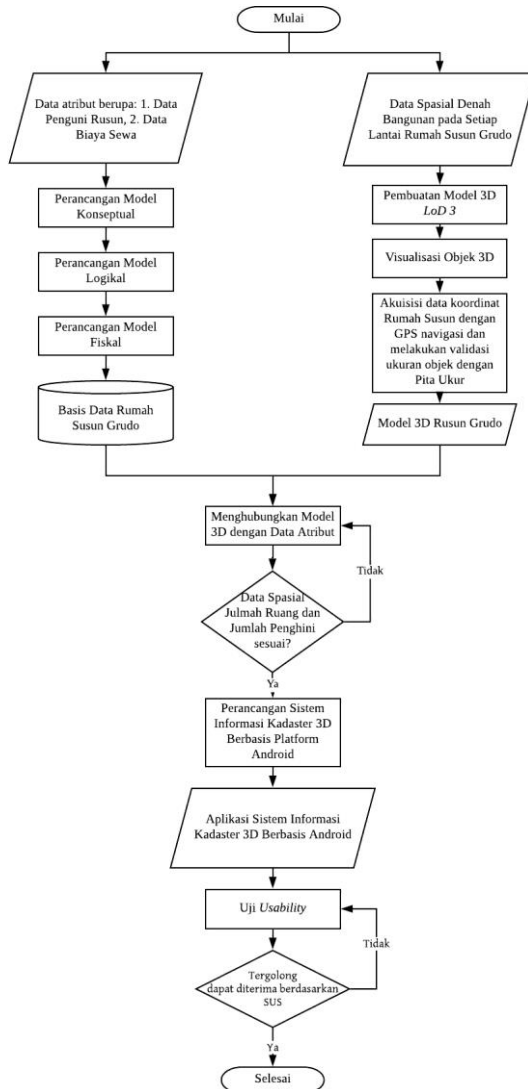 Mulai
Data atribut berupa: 1. Data
Penguni Rusun, 2. Data
Biaya Sewa
Perancangan Model
Konseptual
Perancangan Model
Logikal
Perancangan Model
Fiskal
Basis Data Rumah
Susun Grudo
Data Spasial Denah
Bangunan pada Setiap
Lantai Rumah Susun Grudo
Pembuatan Model 3D
LoD 3
Visualisasi Objek 3D
Akuisisi data koordinat
Rumah Susun dengan
GPS navigasi dan
melakukan validasi
ukuran objek dengan
Pita Ukur
Model 3D Rusun Grudo
Menghubungkan Model
3D dengan Data Atribut
Tidak
Data Spasial
Julmah Ruang dan
Jumlah Penghini
sesuai?
Ya
Perancangan Sistem
Informasi Kadaster 3D
Berbasis Platform
Android
Aplikasi Sistem Informasi
Kadaster 3D Berbasis Android
Uji Usability
Tidak
Tergolong
dapat diterima berdasarkan
SUS
Ya
Selesai